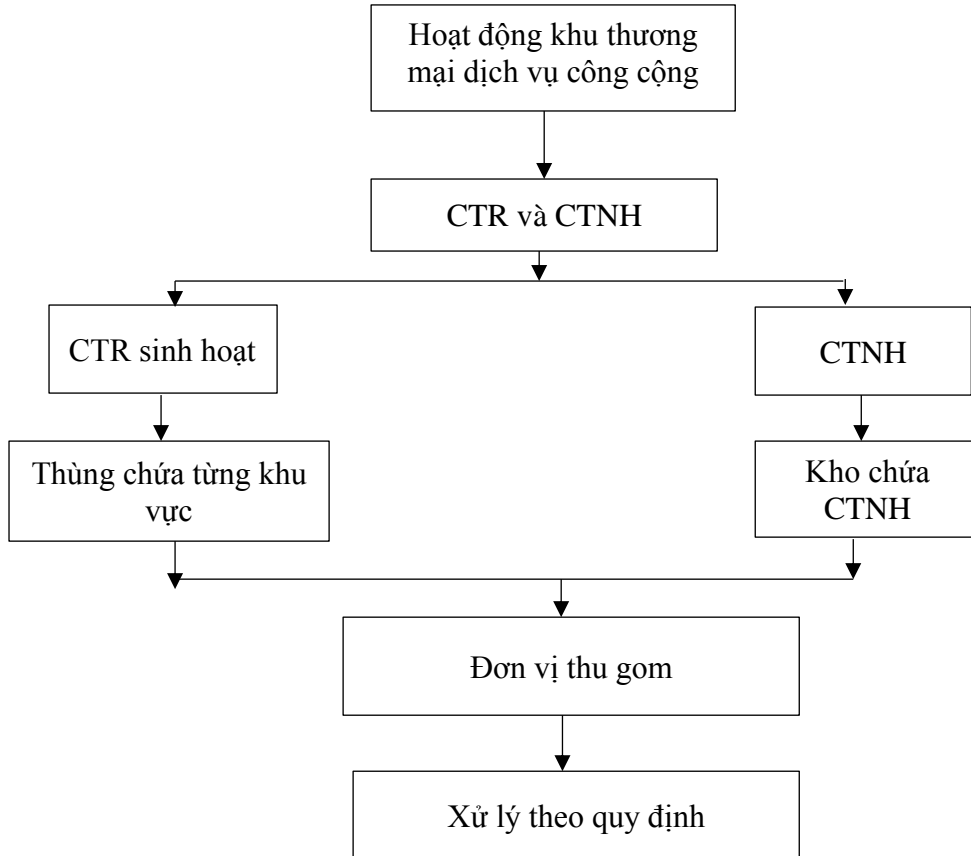 Hoạt động khu thương
mại dịch vụ công cộng
CTR và CTNH
CTR sinh hoạt
CTNH
Thùng chứa từng khu
vực
Kho chứa
CTNH
Đơn vị thu gom
Xử lý theo quy định